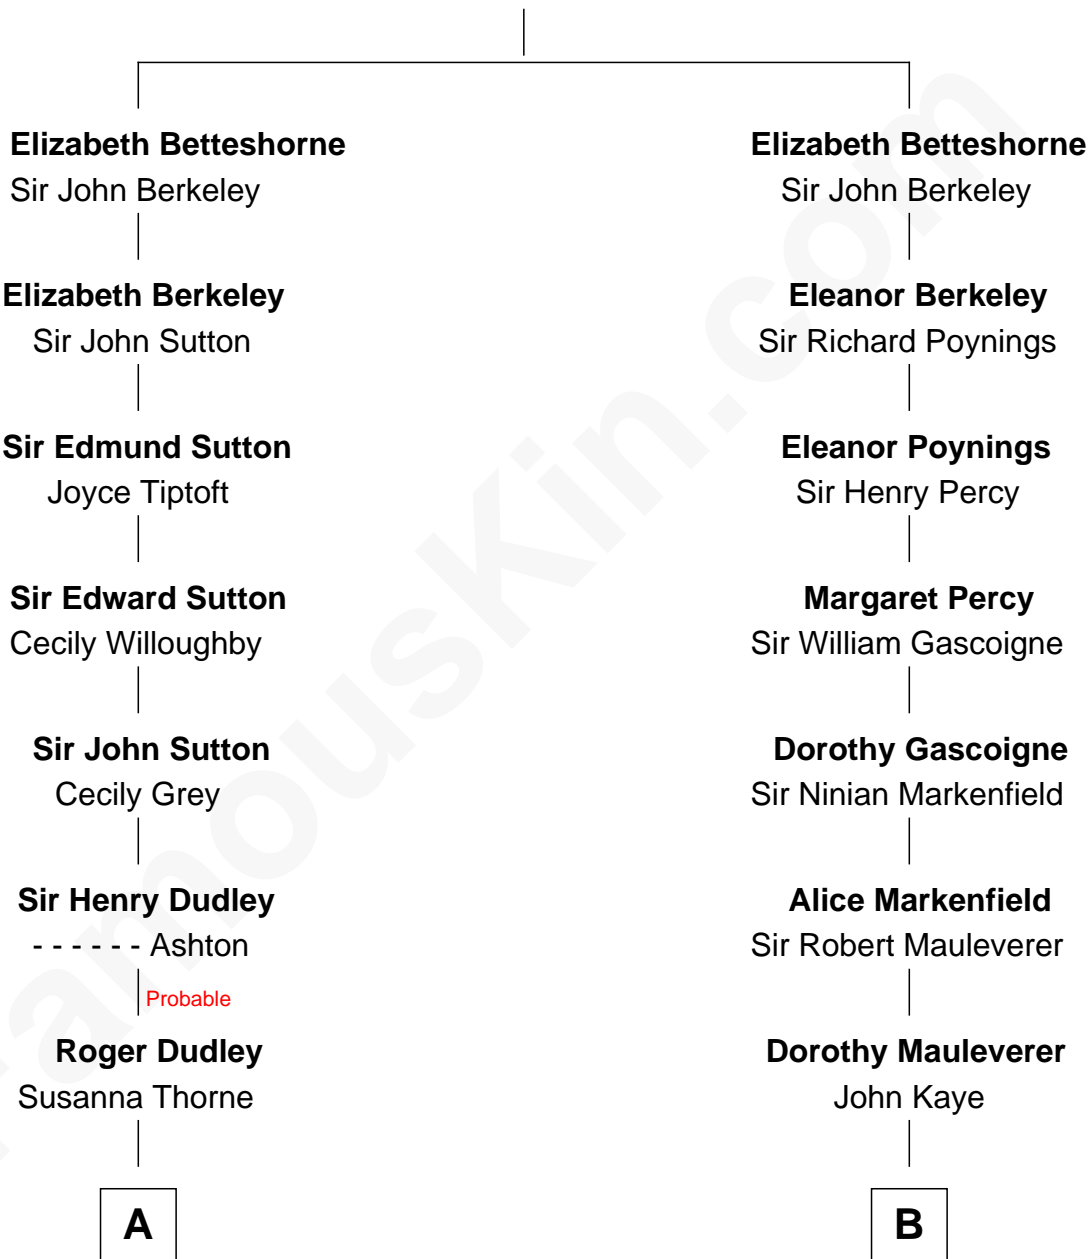 Elizabeth Betteshorne Elizabeth Betteshorne
Sir John Berkeley Sir John Berkeley
Elizabeth Berkeley Eleanor Berkeley
Sir John Sutton Sir Richard Poynings
Sir Edmund Sutton Eleanor Poynings
Joyce Tiptoft Sir Henry Percy
Sir Edward Sutton Margaret Percy
Cecily Willoughby Sir William Gascoigne
Sir John Sutton Dorothy Gascoigne
Cecily Grey Sir Ninian Markenfield
Sir Henry Dudley Alice Markenfield
- - - - - - Ashton Sir Robert Mauleverer
Probable
Roger Dudley Dorothy Mauleverer
Susanna Thorne John Kaye
A B
FamousKin.com